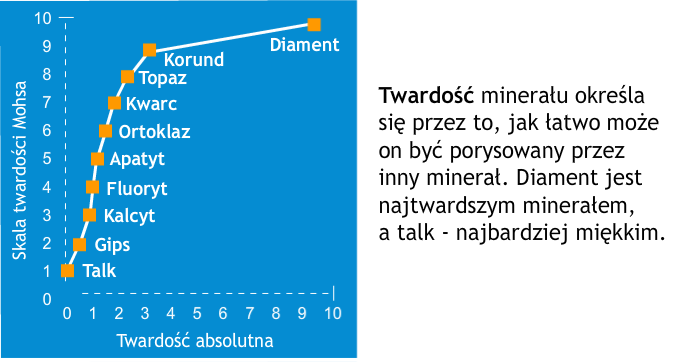 10
9
8
7
6
5
4
3
2
1
0
Skala twardości Mohsa
Diament
Korund
Topaz
Kwarc
Ortoklaz
Apatyt
Fluoryt
Kalcyt
Gips
Talk
0 1 2 3 4 5 6 7 8 9 10
Twardość absolutna
Twardość minerału określa
się przez to, jak łatwo może
on być porysowany przez
inny minerał. Diament jest
najtwardszym minerałem,
a talk - najbardziej miękkim.